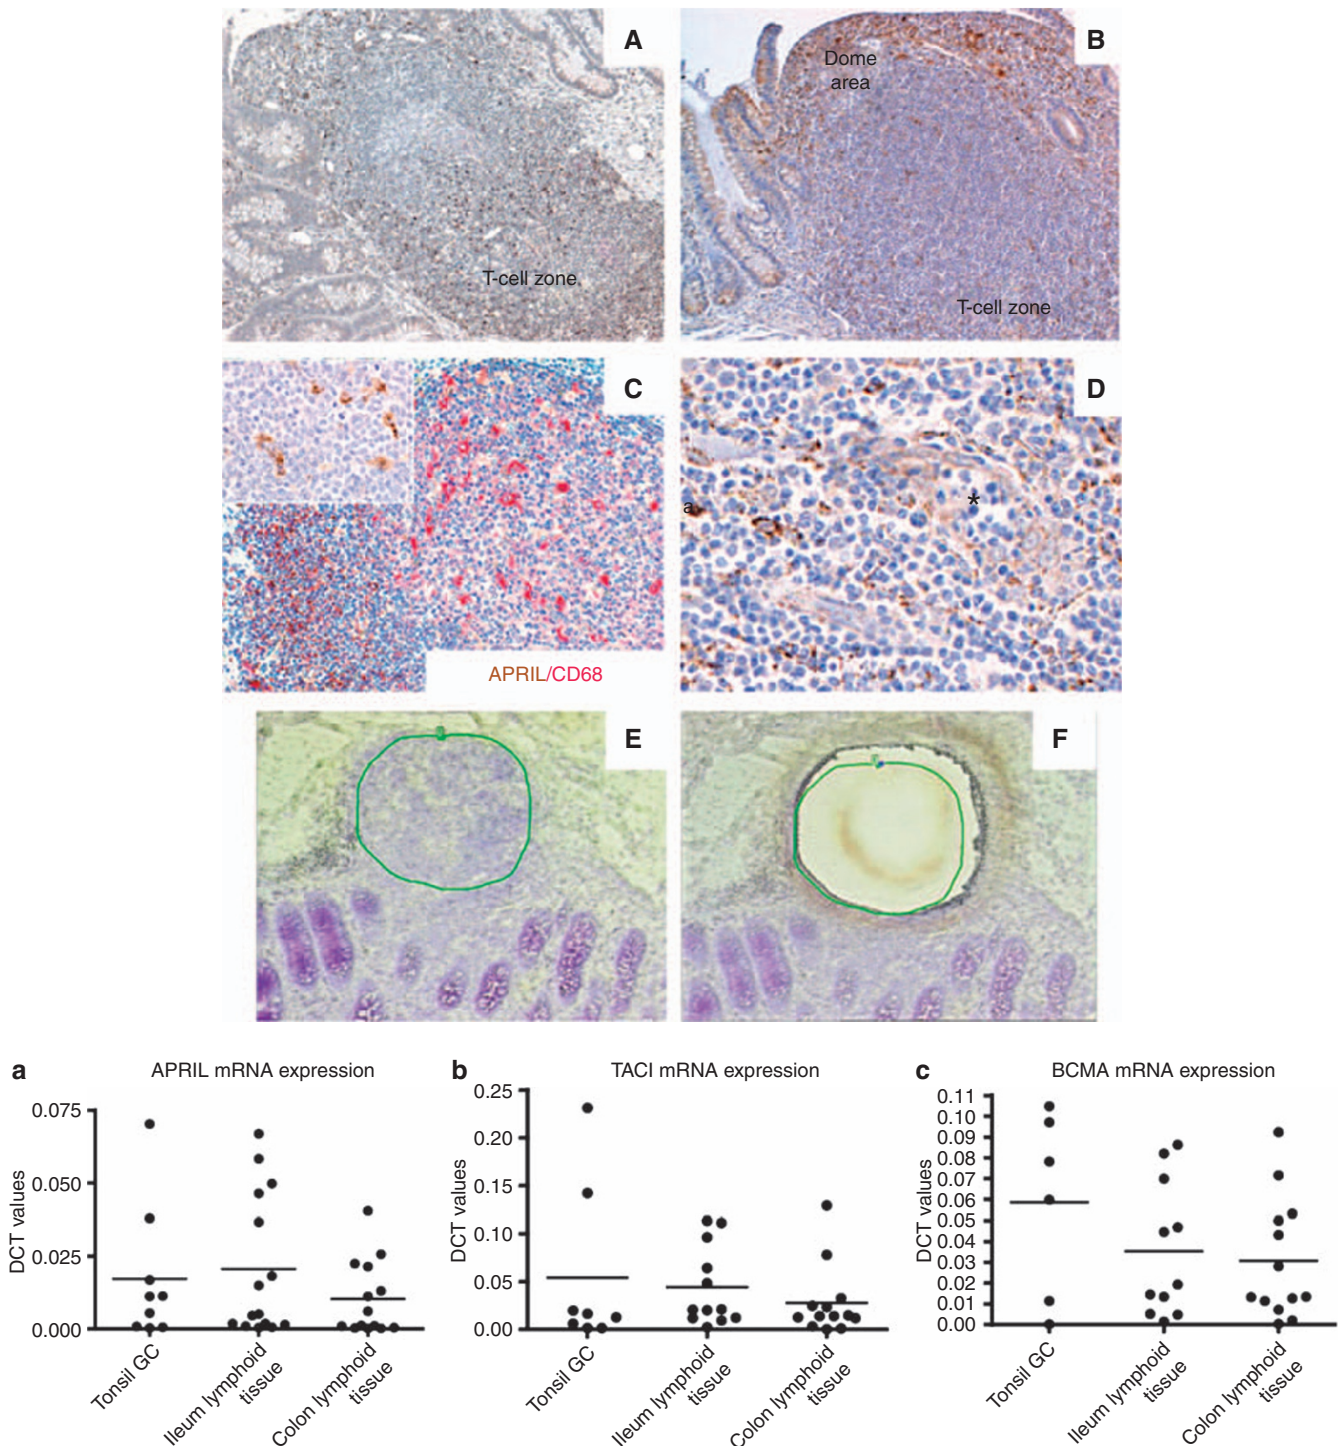 A
B
Dome
area
T-cell zone
T-cell zone
C
D
a
*
APRIL/CD68
E
F
a
APRIL mRNA expression
DCT values
0.075
0.050
0.025
0.000
Tonsil GC
Ileum lymphoid
tissue
Colon lymphoid
tissue
b
TACI mRNA expression
DCT values
0.25
0.20
0.15
0.10
0.05
0.00
Tonsil GC
Ileum lymphoid
tissue
Colon lymphoid
tissue
c
BCMA mRNA expression
DCT values
0.11
0.10
0.09
0.08
0.07
0.06
0.05
0.04
0.03
0.02
0.01
0.00
Tonsil GC
Ileum lymphoid
tissue
Colon lymphoid
tissue